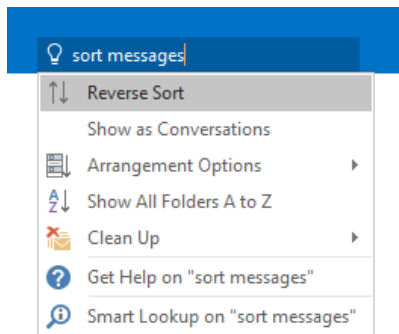 sort messages
Reverse Sort
Show as Conversations
Arrangement Options
Show All Folders A to Z
Clean Up
Get Help on "sort messages"
Smart Lookup on "sort messages"